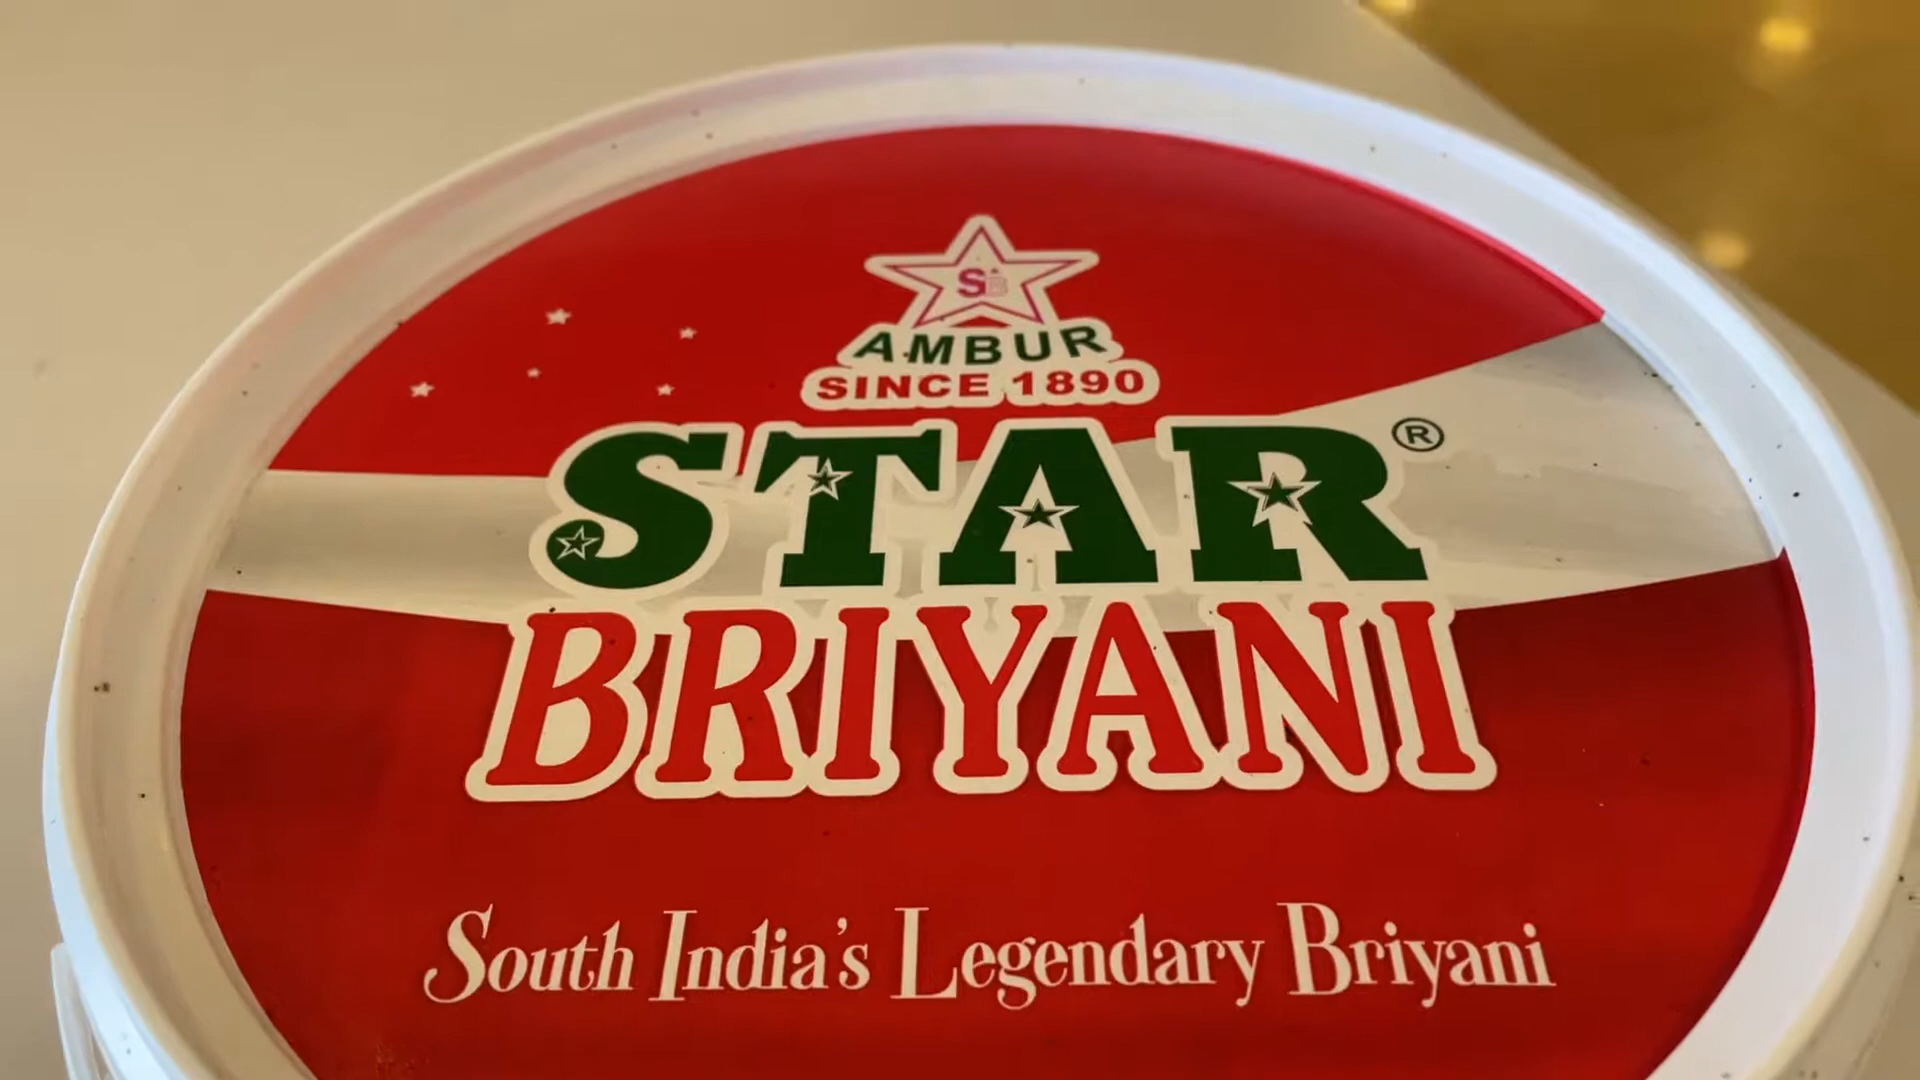 SB
AMBUR
SINCE 1890
STAR®
BRIYANI
South India's Legendary Briyani